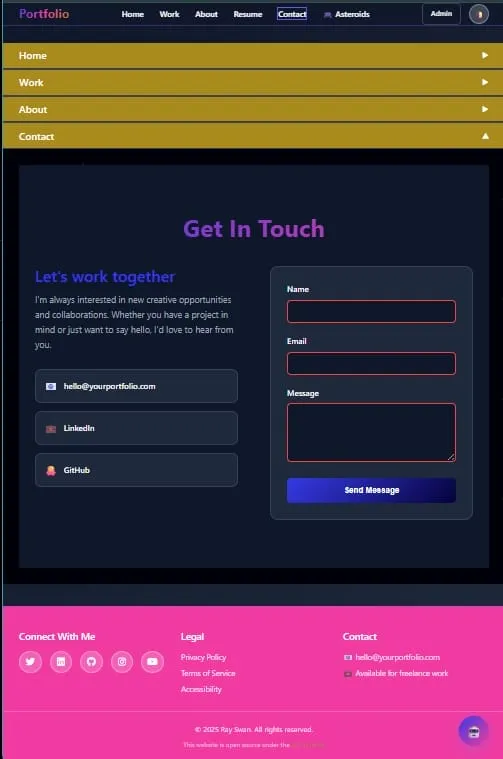 Portfolio
Home Work About Resume Contact Asteroids Admin
Home
Work
About
Contact
Get In Touch
Let's work together
I'm always interested in new creative opportunities
and collaborations. Whether you have a project in
mind or just want to say hello, I'd love to hear from
you.
hello@yourportfolio.com
LinkedIn
GitHub
Name
Email
Message
Send Message
Connect With Me
Legal
Privacy Policy
Terms of Service
Accessibility
Contact
hello@yourportfolio.com
Available for freelance work
© 2025 Ray Swan. All rights reserved.
This website is open source under the